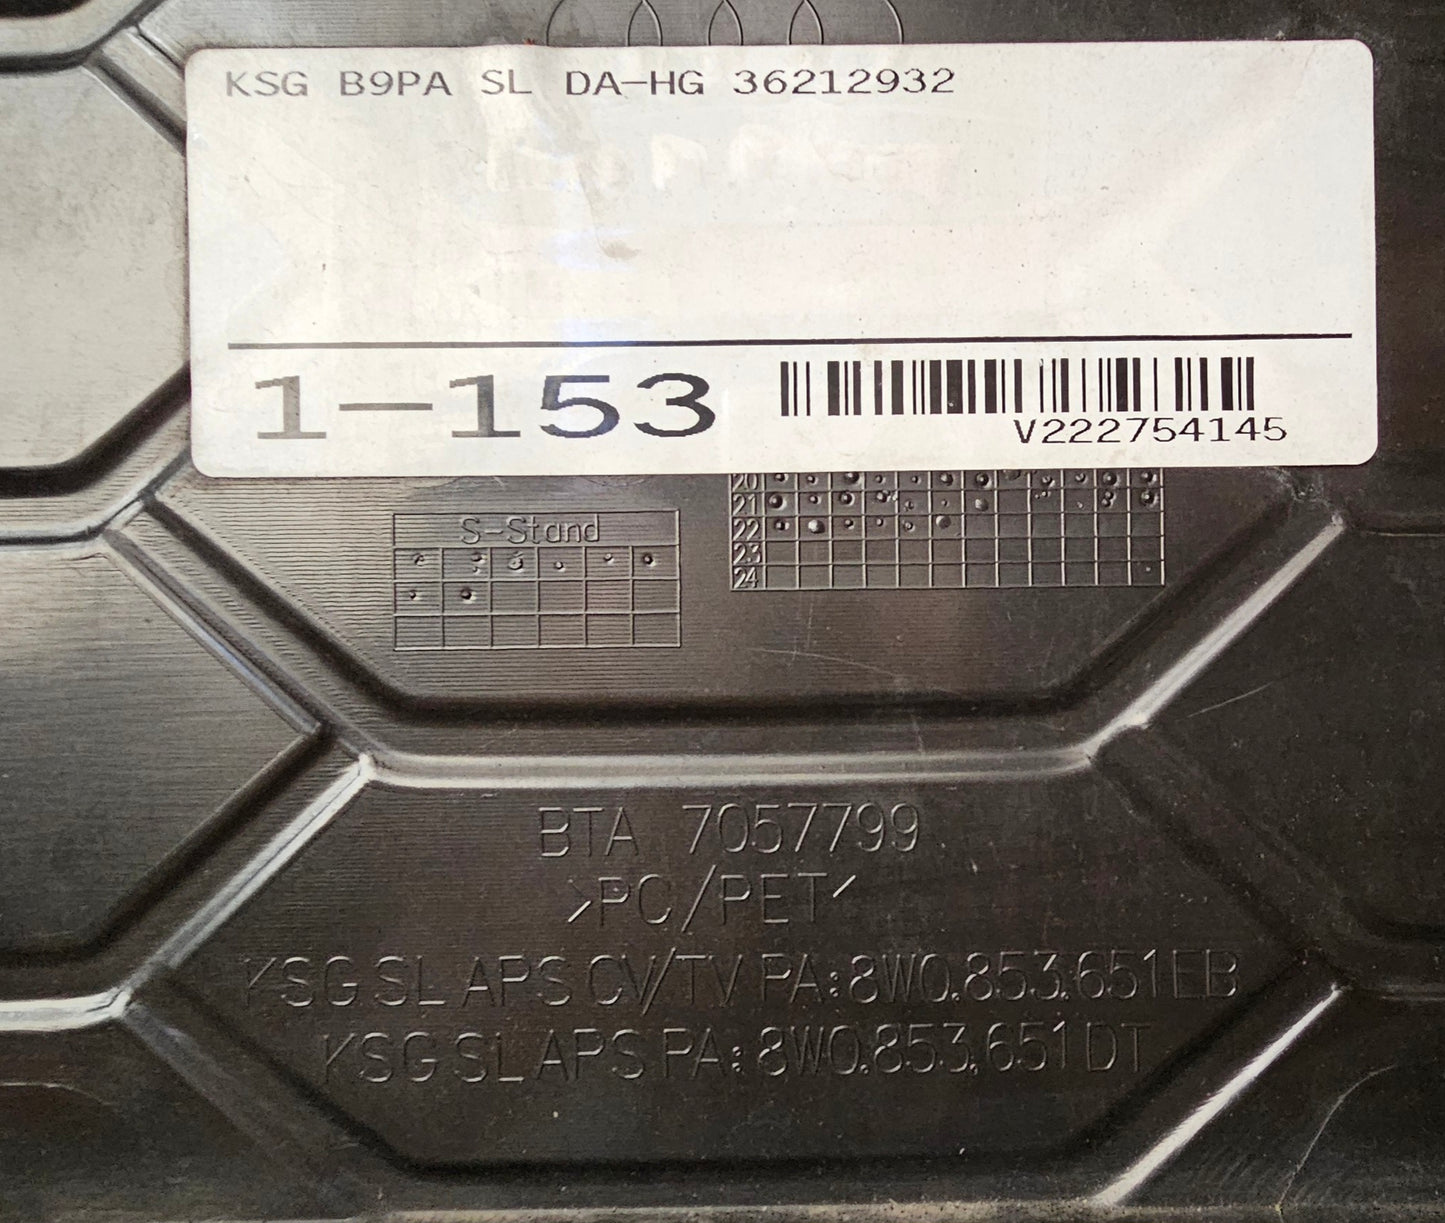 KSG B9PA SL DA-HG 36212932
1-153
V222754145
20
21
22
23
24
S-Stand
BTA 7057799
>PC/PET<
KSG SL APS CV/TV PA:8W0.853.651EB
KSG SL APS PA:8W0.853.651DT